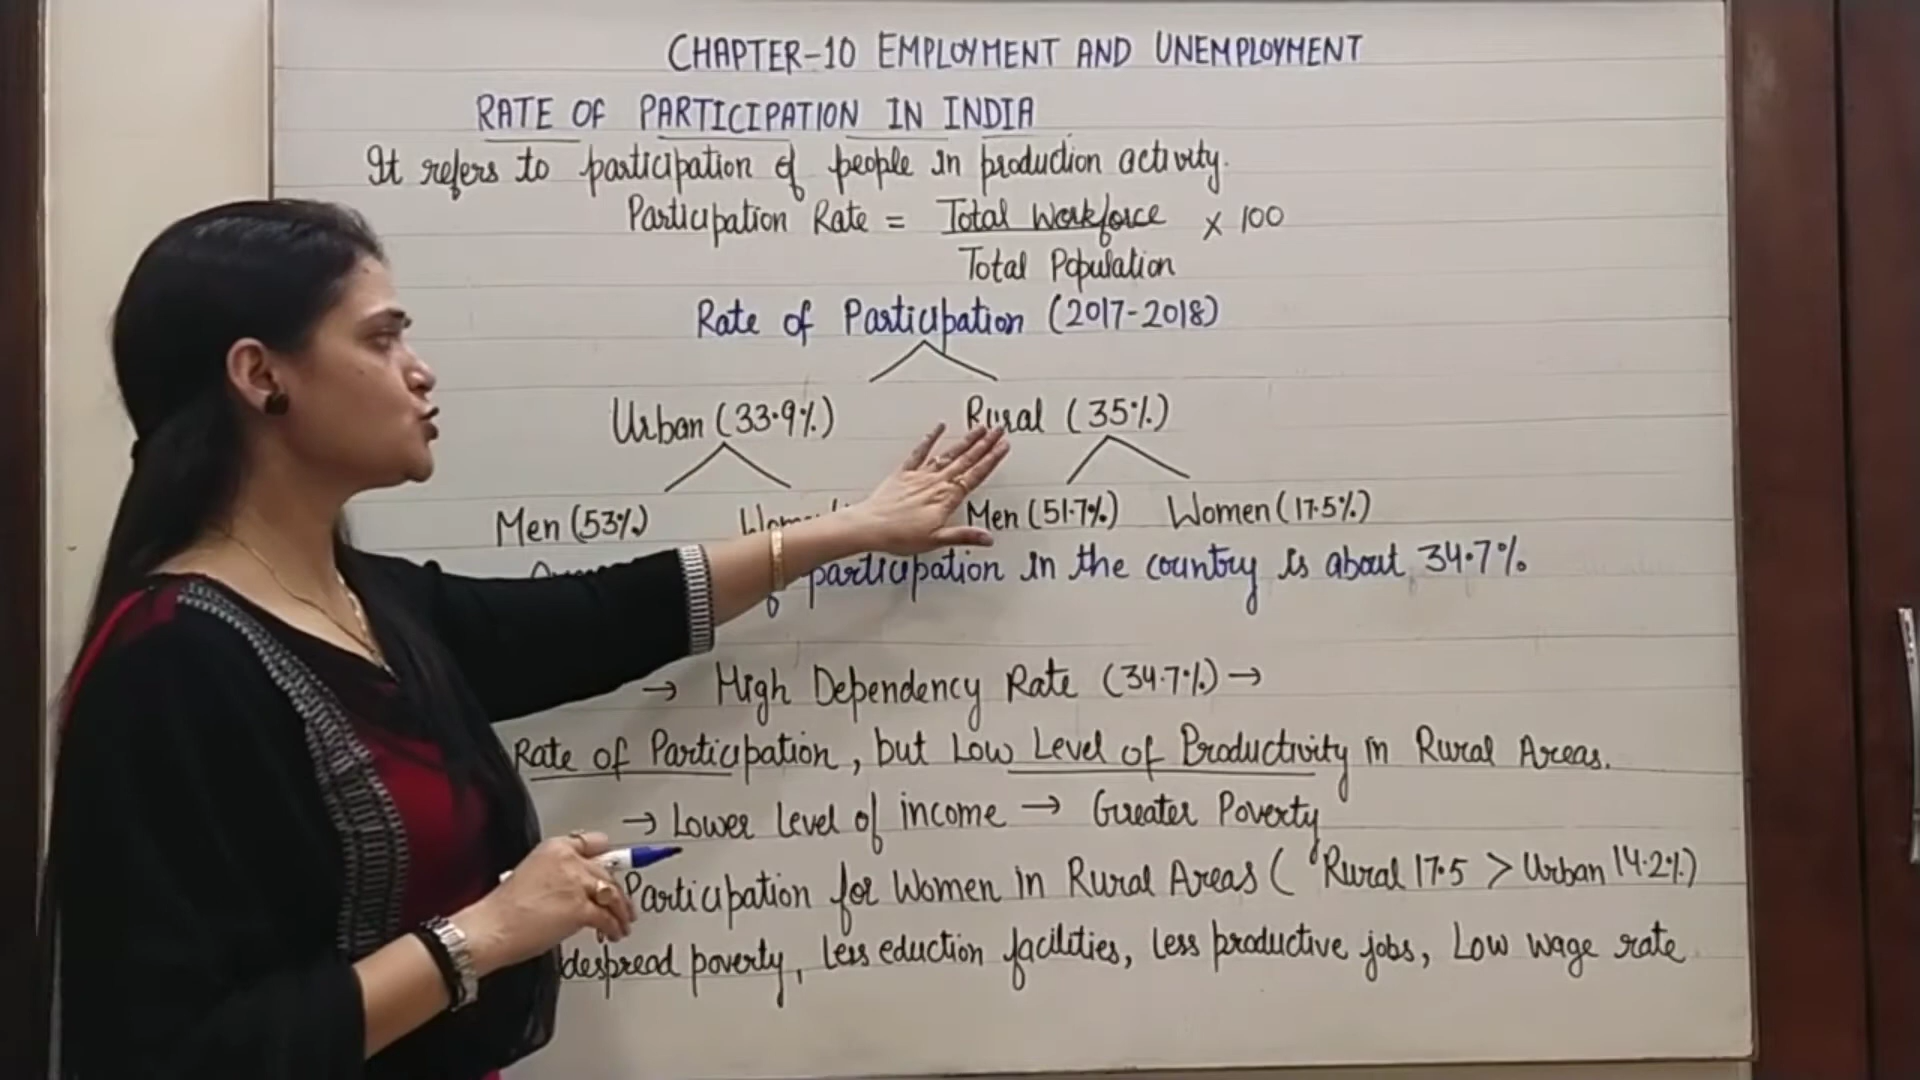 CHAPTER-10 EMPLOYMENT AND UNEMPLOYMENT
RATE OF PARTICIPATION IN INDIA
It refers to participation of people in production activity.
Participation Rate = Total Workforce × 100
Total Population
Rate of Participation (2017-2018)
Urban (33.9%) Rural (35%)
Men (53%) Men (51.7%) Women (17.5%)
of participation in the country is about 34.7%.
→ High Dependency Rate (34.7%) →
Rate of Participation, but Low Level of Productivity in Rural Areas.
→ Lower level of income → Greater Poverty
Participation for Women in Rural Areas ( Rural 17.5 > Urban 14.2%)
poverty, less eduction facilities, less productive jobs, Low wage rate